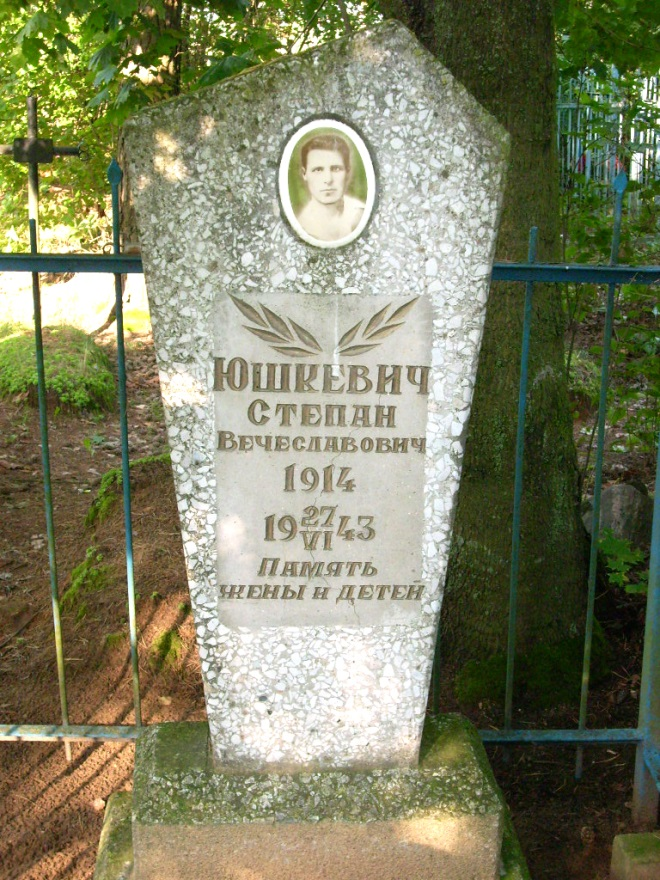 ЮШКЕВИЧ
СТЕПАН
ВЕЧЕСЛАВОВИЧ
1914
19 27/VI 43
ПАМЯТЬ
ЖЕНЫ И ДЕТЕЙ